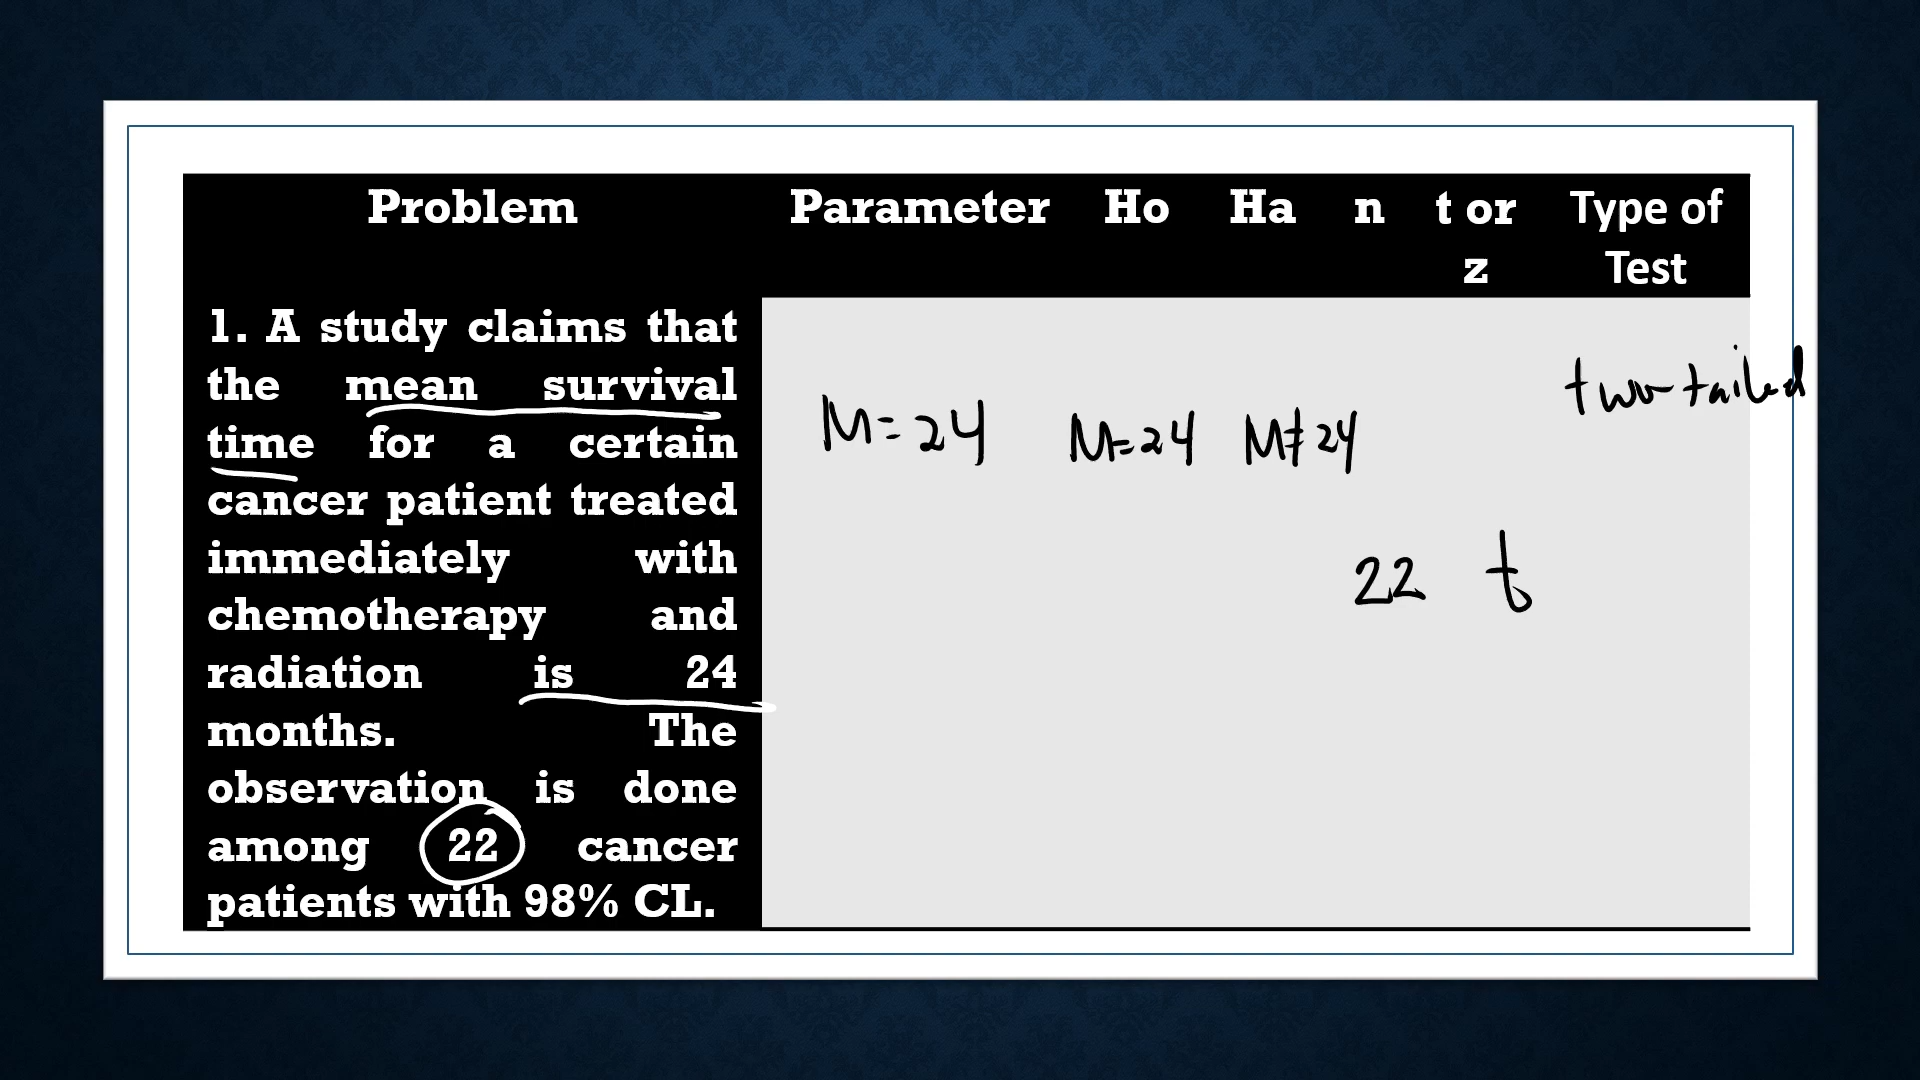 Problem Parameter Ho Ha n t or z Type of Test
1. A study claims that
the mean survival
time for a certain
cancer patient treated
immediately with
chemotherapy and
radiation is 24
months. The
observation is done
among 22 cancer
patients with 98% CL.
M=24 M=24 M≠24
22 t
two-tailed